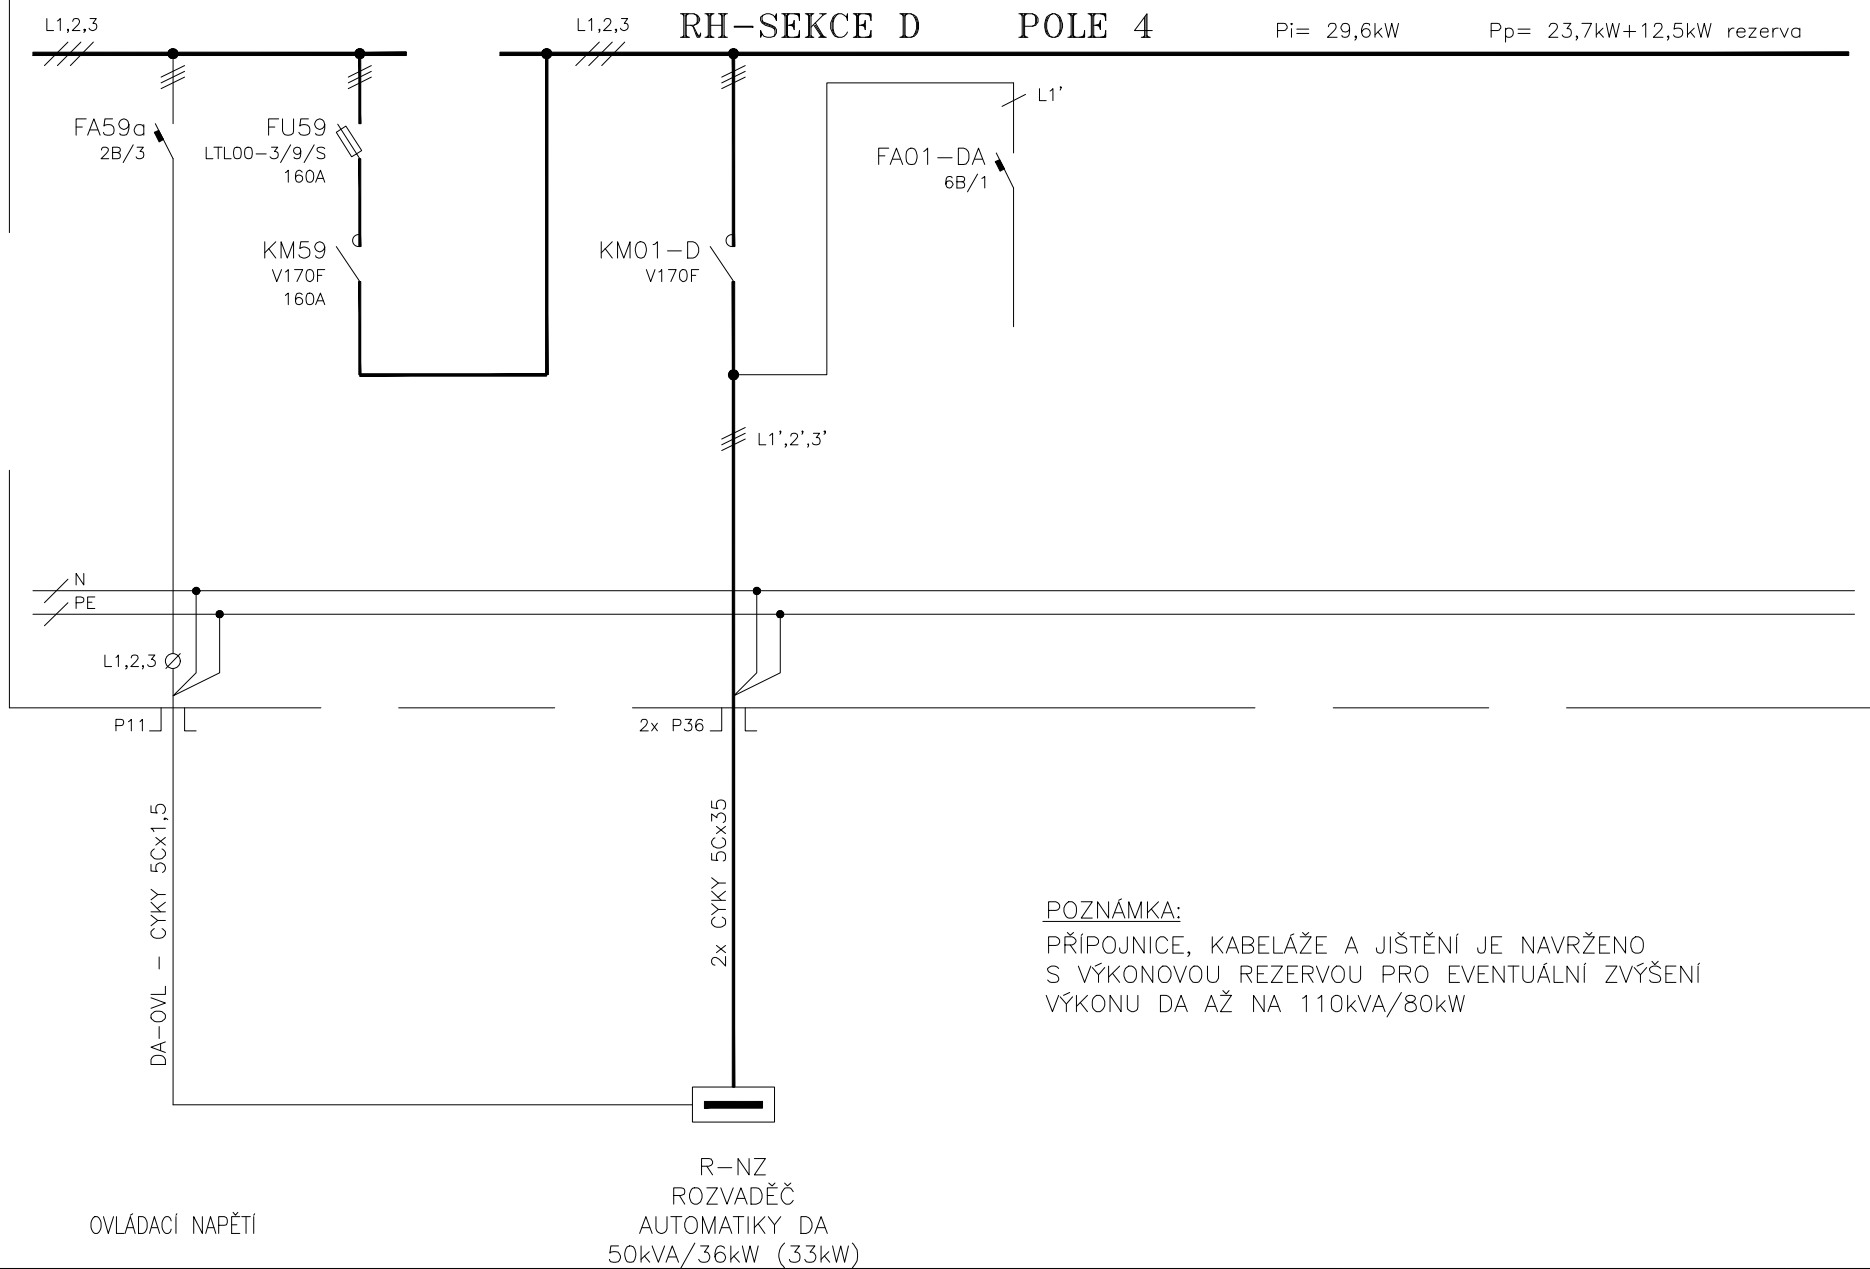 L1,2,3
L1,2,3
RH-SEKCE D POLE 4
Pi= 29,6kW
Pp= 23,7kW+12,5kW rezerva
L1'
FA59a
2B/3
FU59
LTL00-3/9/S
160A
FA01-DA
6B/1
KM59
V170F
160A
KM01-D
V170F
L1',2',3'
N
PE
L1,2,3
P11
2x P36
DA-OVL - CYKY 5Cx1,5
2x CYKY 5Cx35
POZNÁMKA:
PŘÍPOJNICE, KABELÁŽE A JIŠTĚNÍ JE NAVRŽENO
S VÝKONOVOU REZERVOU PRO EVENTUÁLNÍ ZVÝŠENÍ
VÝKONU DA AŽ NA 110kVA/80kW
R-NZ
ROZVADĚČ
AUTOMATIKY DA
50kVA/36kW (33kW)
OVLÁDACÍ NAPĚTÍ